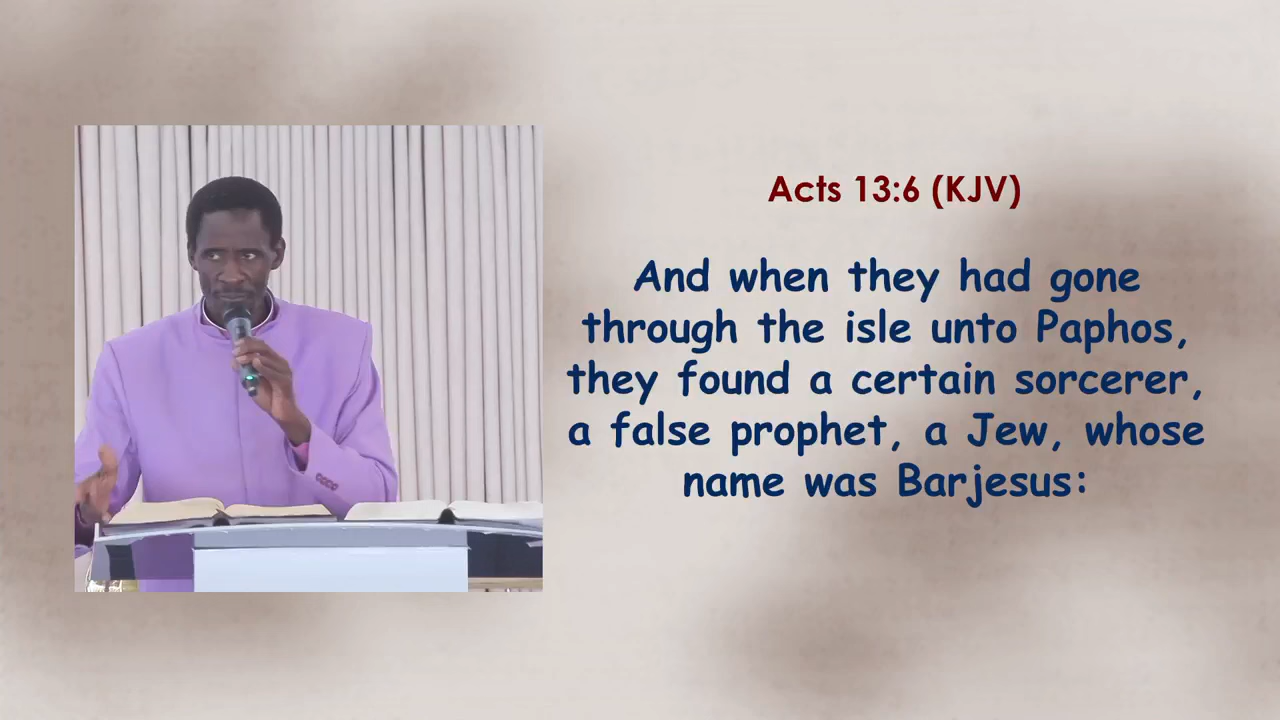 Acts 13:6 (KJV)
And when they had gone
through the isle unto Paphos,
they found a certain sorcerer,
a false prophet, a Jew, whose
name was Barjesus: